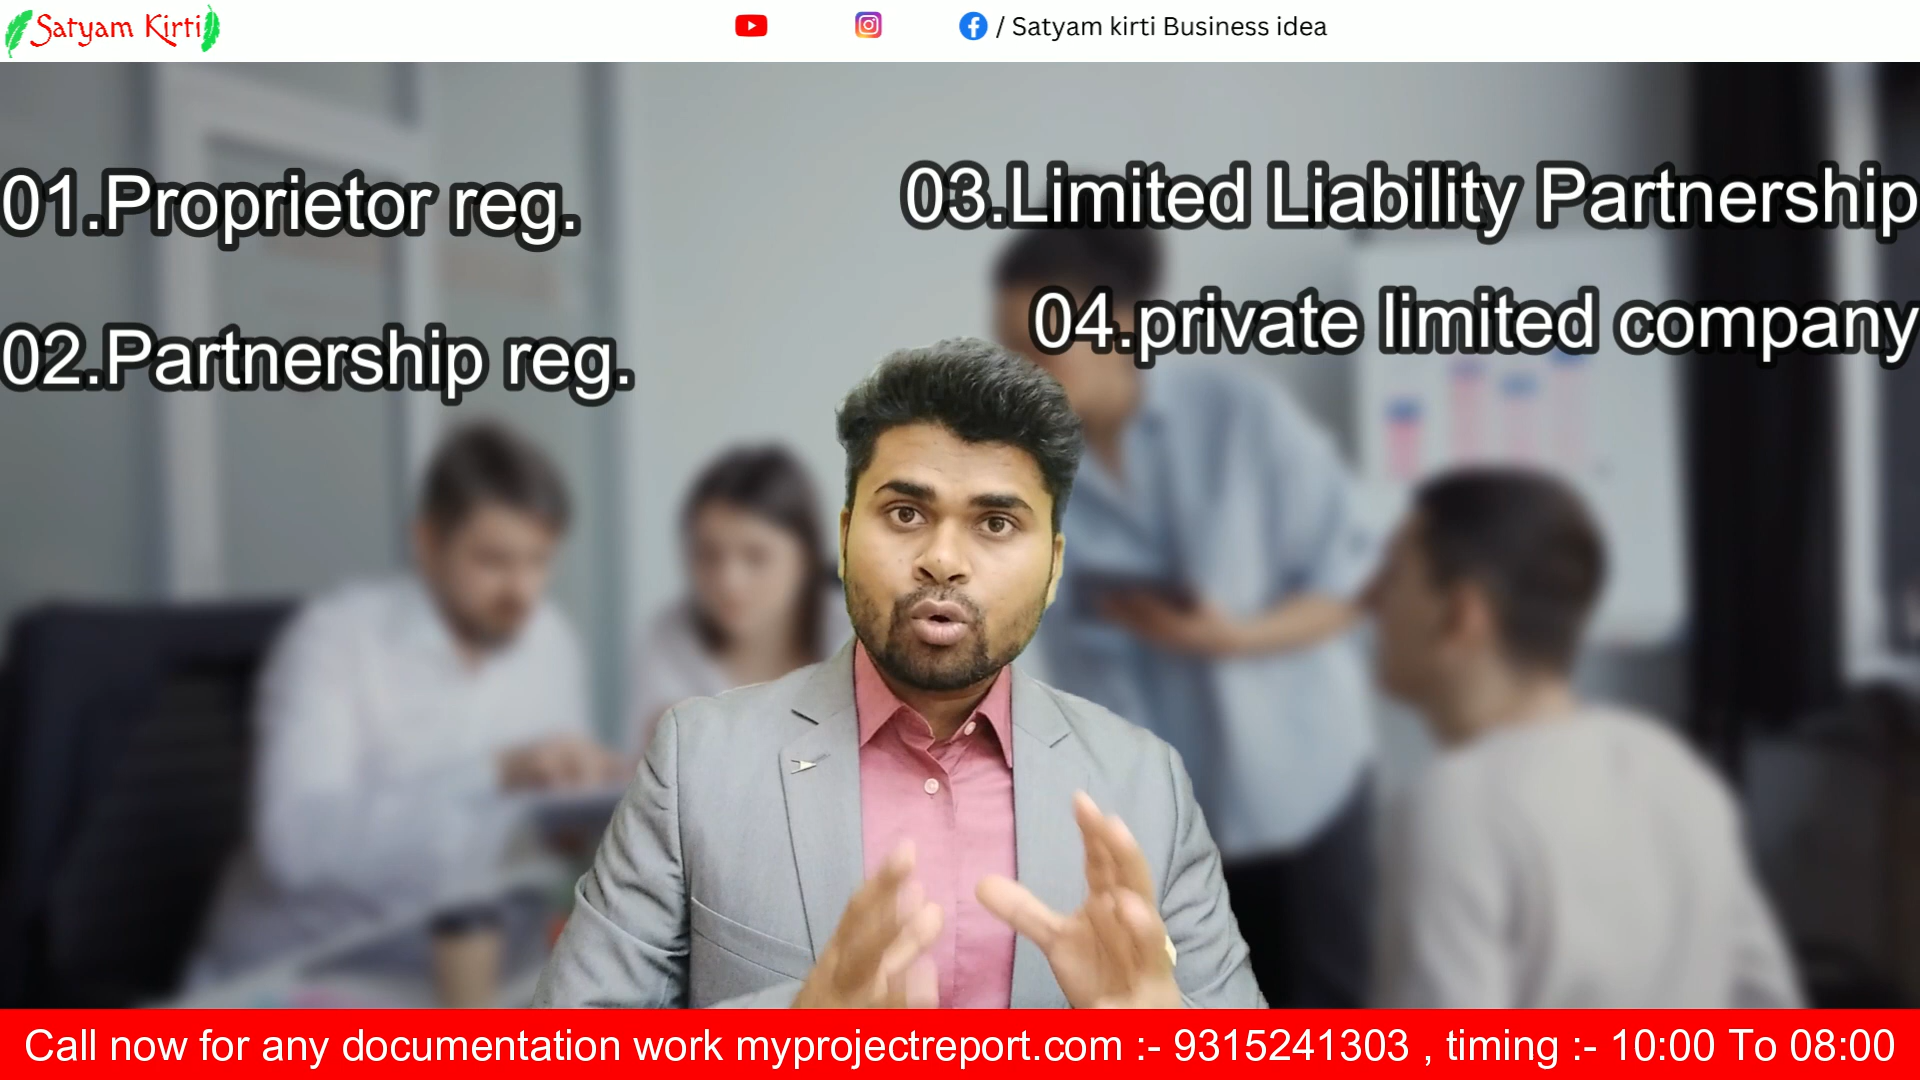 Satyam Kirti
/ Satyam kirti Business idea
01.Proprietor reg.
02.Partnership reg.
03.Limited Liability Partnership
04.private limited company
Call now for any documentation work myprojectreport.com :- 9315241303 , timing :- 10:00 To 08:00